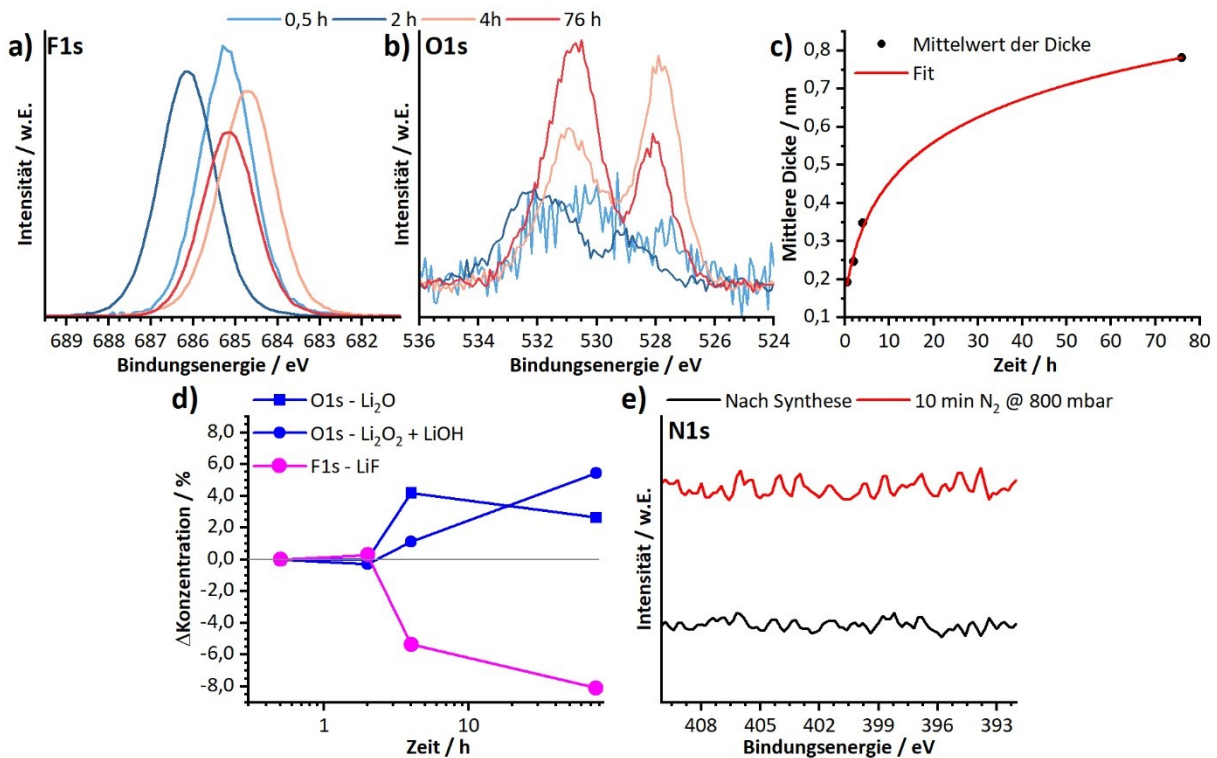 0,5 h 2 h 4h 76 h
a) F1s
Intensität / w.E.
689 688 687 686 685 684 683 682
Bindungsenergie / eV
b) O1s
Intensität / w.E.
536 534 532 530 528 526 524
Bindungsenergie / eV
c)
Mittelwert der Dicke
Fit
Mittlere Dicke / nm
0,8
0,7
0,6
0,5
0,4
0,3
0,2
0,1
0 10 20 30 40 50 60 70 80
Zeit / h
d)
O1s - Li₂O
O1s - Li₂O₂ + LiOH
F1s - LiF
ΔKonzentration / %
8,0
6,0
4,0
2,0
0,0
-2,0
-4,0
-6,0
-8,0
1 10
Zeit / h
e)
Nach Synthese 10 min N₂ @ 800 mbar
N1s
Intensität / w.E.
408 405 402 399 396 393
Bindungsenergie / eV